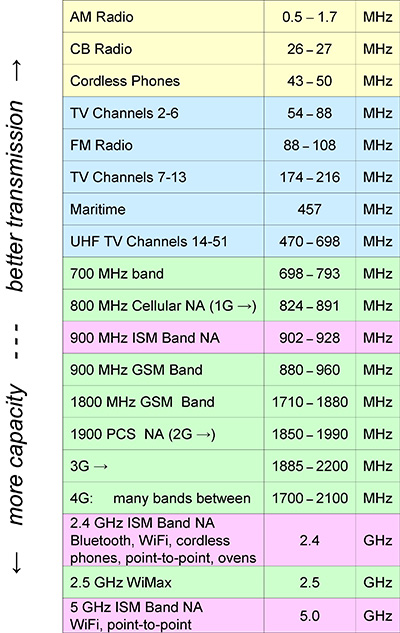 ← more capacity - - - better transmission →
AM Radio 0.5 – 1.7 MHz
CB Radio 26 – 27 MHz
Cordless Phones 43 – 50 MHz
TV Channels 2-6 54 – 88 MHz
FM Radio 88 – 108 MHz
TV Channels 7-13 174 – 216 MHz
Maritime 457 MHz
UHF TV Channels 14-51 470 – 698 MHz
700 MHz band 698 – 793 MHz
800 MHz Cellular NA (1G →) 824 – 891 MHz
900 MHz ISM Band NA 902 – 928 MHz
900 MHz GSM Band 880 – 960 MHz
1800 MHz GSM Band 1710 – 1880 MHz
1900 PCS NA (2G →) 1850 – 1990 MHz
3G → 1885 – 2200 MHz
4G: many bands between 1700 – 2100 MHz
2.4 GHz ISM Band NA
Bluetooth, WiFi, cordless 2.4 GHz
phones, point-to-point, ovens
2.5 GHz WiMax 2.5 GHz
5 GHz ISM Band NA 5.0 GHz
WiFi, point-to-point